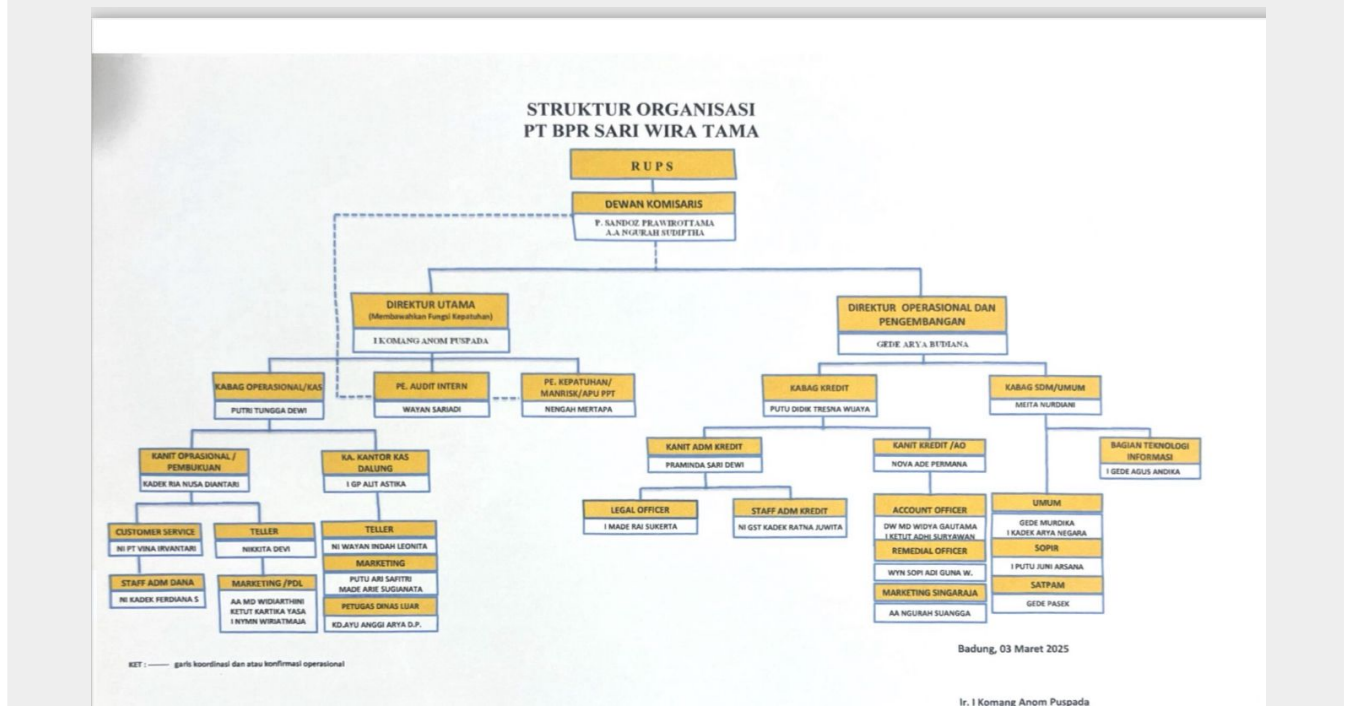 STRUKTUR ORGANISASI
PT BPR SARI WIRA TAMA
R U P S
DEWAN KOMISARIS
P. SANDOZ PRAWIROTTAMA
A.A NGURAH SUDIPTHA
DIREKTUR UTAMA
(Membawahkan Fungsi Kepatuhan)
I KOMANG ANOM PUSPADA
DIREKTUR OPERASIONAL DAN
PENGEMBANGAN
GEDE ARYA BUDIANA
KABAG OPERASIONAL/KAS
PUTRI TUNGGA DEWI
PE. AUDIT INTERN
WAYAN SARIADI
PE. KEPATUHAN/
MANRISK/APU PPT
NENGAH MERTAPA
KABAG KREDIT
PUTU DIDIK TRESNA WIJAYA
KABAG SDM/UMUM
MEITA NURDIANI
KANIT OPRASIONAL /
PEMBUKUAN
KADEK RIA NUSA DIANTARI
KA. KANTOR KAS
DALUNG
I GP ALIT ASTIKA
KANIT ADM KREDIT
PRAMINDA SARI DEWI
KANIT KREDIT /AO
NOVA ADE PERMANA
BAGIAN TEKNOLOGI
INFORMASI
I GEDE AGUS ANDIKA
CUSTOMER SERVICE
NI PT VINA IRVANTARI
STAFF ADM DANA
NI KADEK FERDIANA S
TELLER
NIKKITA DEVI
MARKETING /PDL
AA MD WIDIARTHINI
KETUT KARTIKA YASA
I NYMN WIRIATMAJA
TELLER
NI WAYAN INDAH LEONITA
MARKETING
PUTU ARI SAFITRI
MADE ARIE SUGIANATA
PETUGAS DINAS LUAR
KD.AYU ANGGI ARYA D.P.
LEGAL OFFICER
I MADE RAI SUKERTA
STAFF ADM KREDIT
NI GST KADEK RATNA JUWITA
ACCOUNT OFFICER
DW MD WIDYA GAUTAMA
I KETUT ADHI SURYAWAN
REMEDIAL OFFICER
WYN SOPI ADI GUNA W.
MARKETING SINGARAJA
AA NGURAH SUANGGA
UMUM
GEDE MURDIKA
I KADEK ARYA NEGARA
SOPIR
I PUTU JUNI ARSANA
SATPAM
GEDE PASEK
KET : —— garis koordinasi dan atau konfirmasi operasional
Badung, 03 Maret 2025
Ir. I Komang Anom Puspada